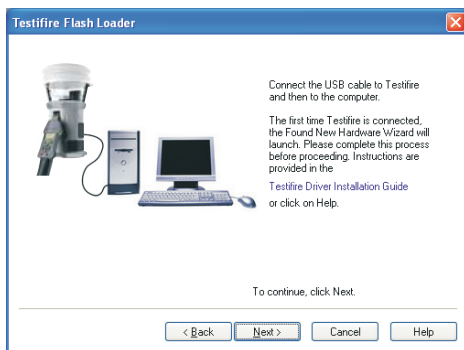 Testifire Flash Loader
Connect the USB cable to Testifire
and then to the computer.
The first time Testifire is connected,
the Found New Hardware Wizard will
launch. Please complete this process
before proceeding. Instructions are
provided in the
Testifire Driver Installation Guide
or click on Help.
To continue, click Next.
< Back
Next >
Cancel
Help